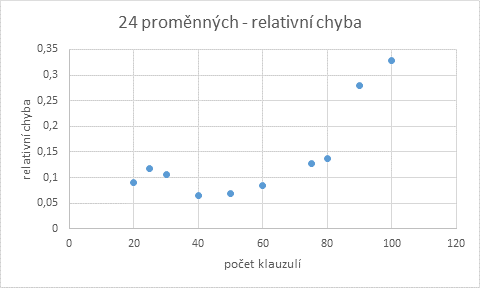 24 proměnných - relativní chyba
0,35
0,3
0,25
0,2
0,15
0,1
0,05
0
relativní chyba
0 20 40 60 80 100 120
počet klauzulí